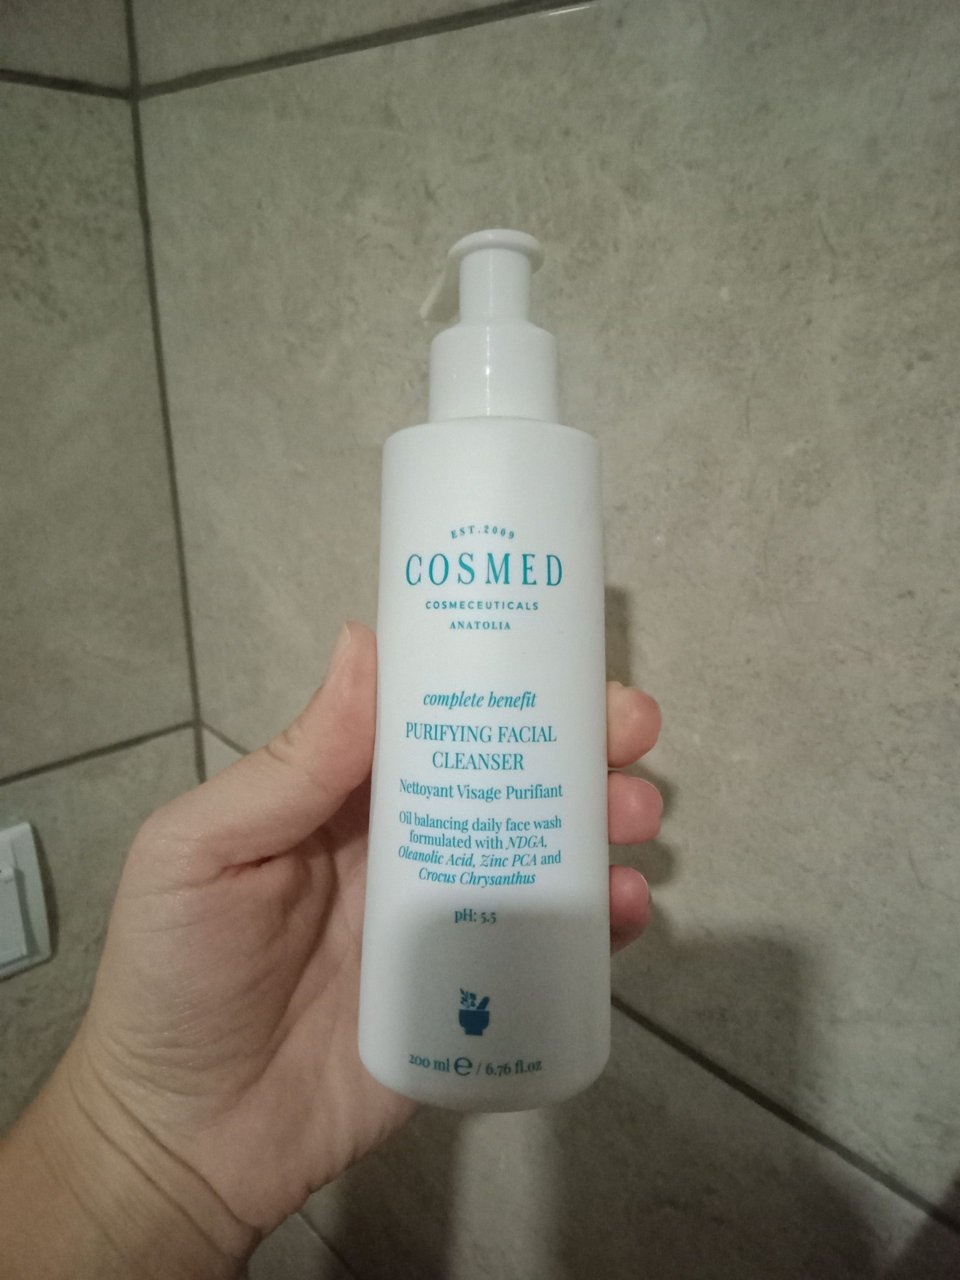 EST. 2009
COSMED
COSMECEUTICALS
ANATOLIA
complete benefit
PURIFYING FACIAL
CLEANSER
Nettoyant Visage Purifiant
Oil balancing daily face wash
formulated with NDGA,
Oleanolic Acid, Zinc PCA and
Crocus Chrysanthus
pH: 5.5
200 ml ℮ / 6.76 fl.oz